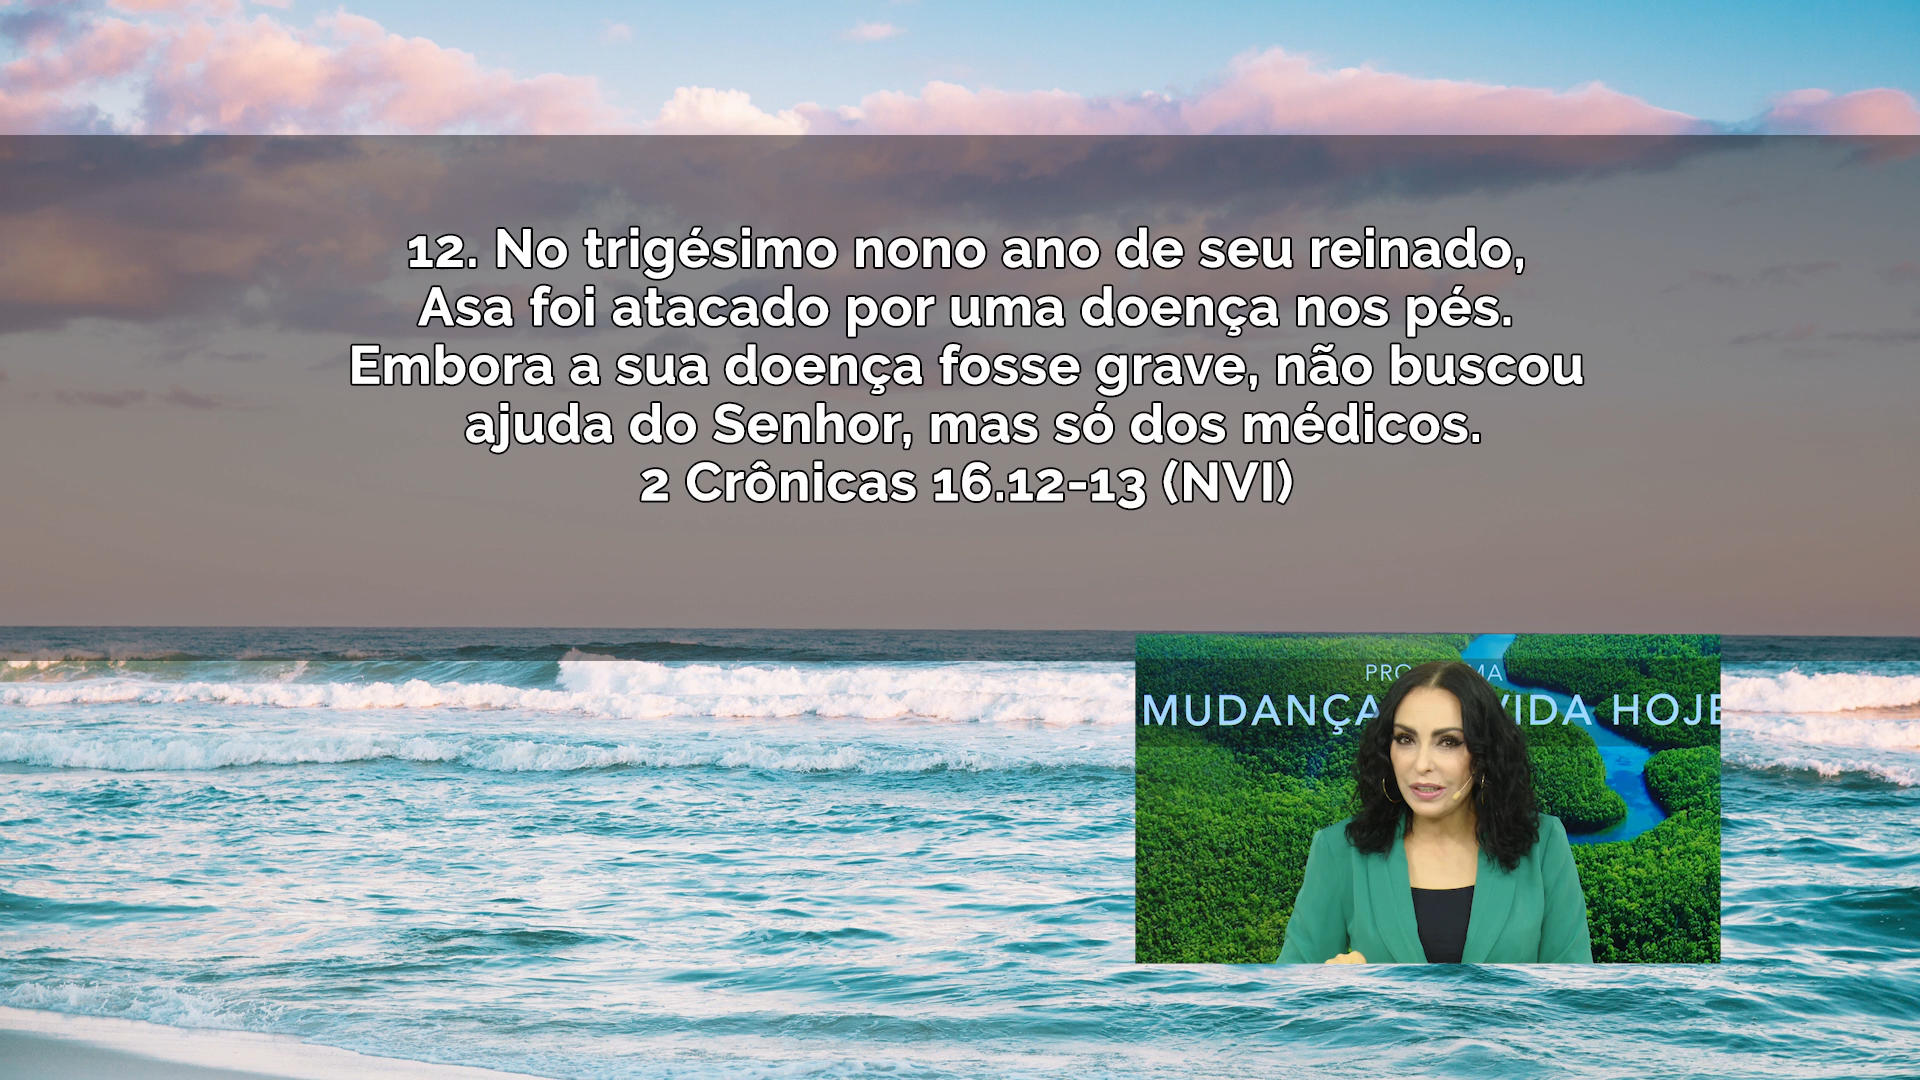 12. No trigésimo nono ano de seu reinado,
Asa foi atacado por uma doença nos pés.
Embora a sua doença fosse grave, não buscou
ajuda do Senhor, mas só dos médicos.
2 Crônicas 16.12-13 (NVI)
MUDANÇA VIDA HOJE